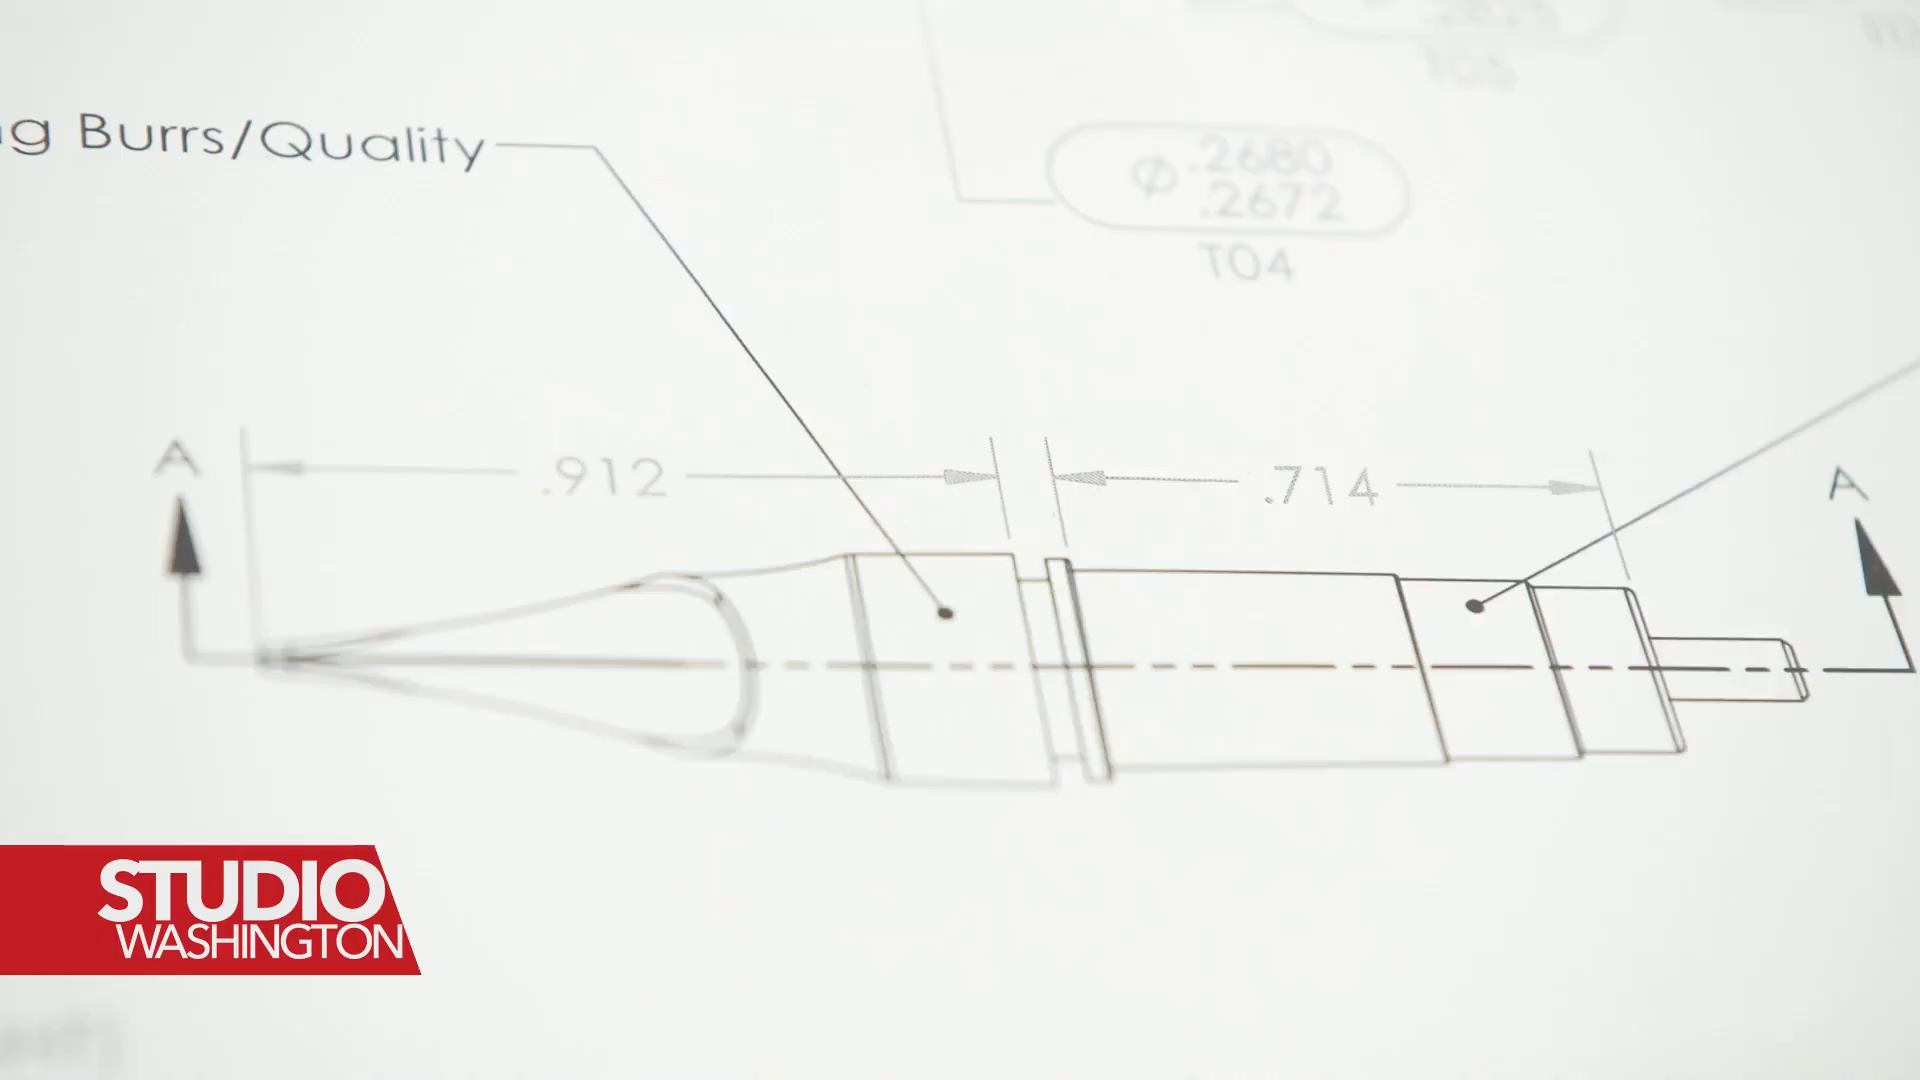 g Burrs/Quality
Ø .2680
.2672
T04
A
.912
.714
A
STUDIO
WASHINGTON